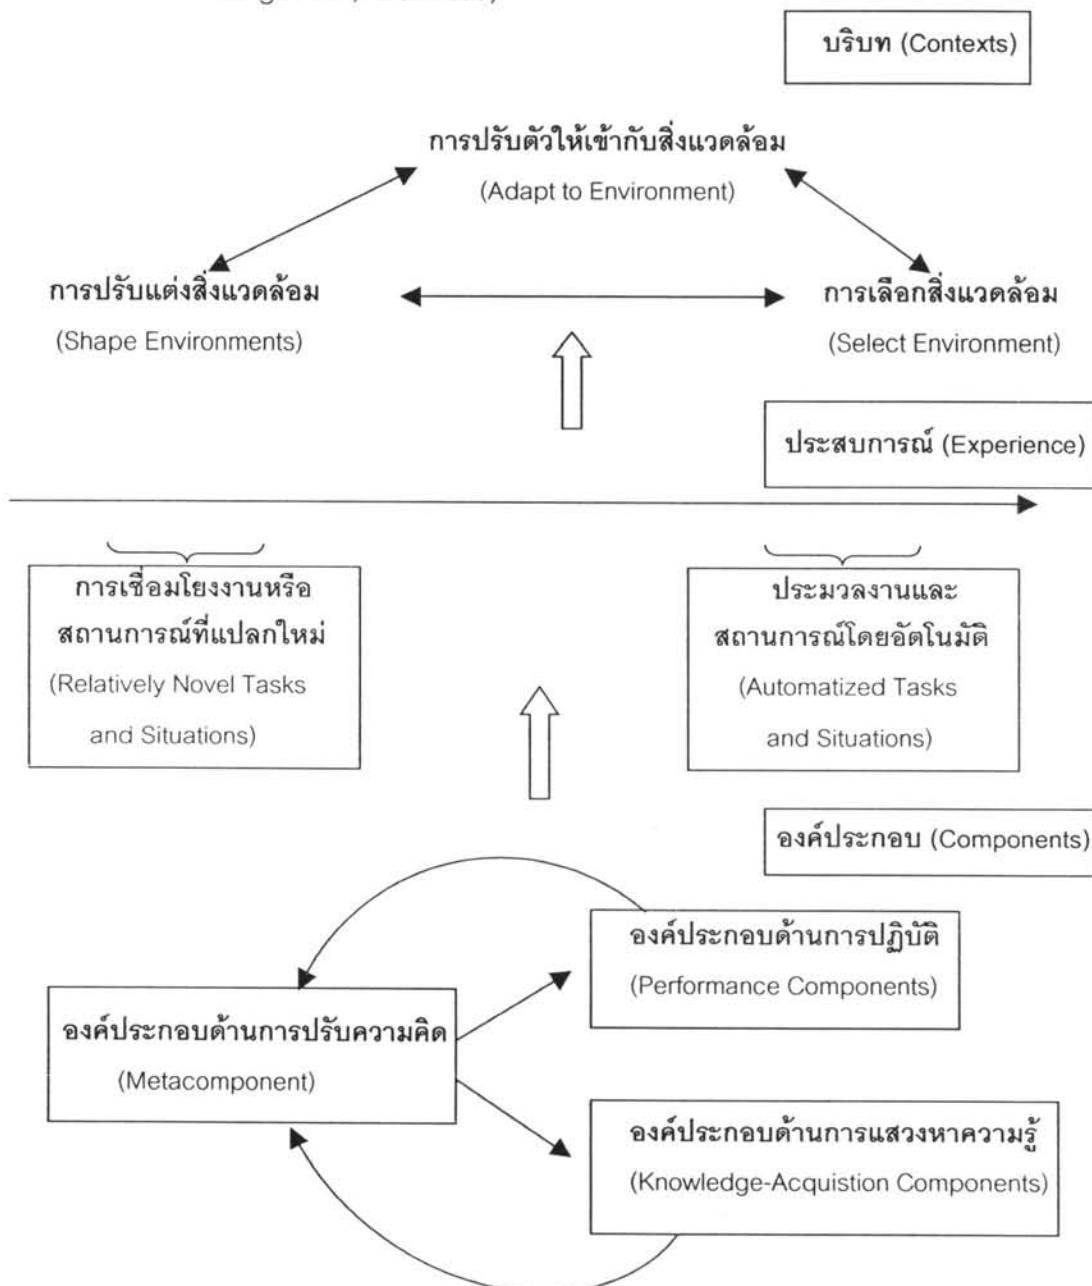 บริบท (Contexts)
การปรับตัวให้เข้ากับสิ่งแวดล้อม
(Adapt to Environment)
การปรับแต่งสิ่งแวดล้อม
(Shape Environments)
การเลือกสิ่งแวดล้อม
(Select Environment)
ประสบการณ์ (Experience)
การเชื่อมโยงงานหรือ
สถานการณ์ที่แปลกใหม่
(Relatively Novel Tasks
and Situations)
ประมวลงานและ
สถานการณ์โดยอัตโนมัติ
(Automatized Tasks
and Situations)
องค์ประกอบ (Components)
องค์ประกอบด้านการปฏิบัติ
(Performance Components)
องค์ประกอบด้านการปรับความคิด
(Metacomponent)
องค์ประกอบด้านการแสวงหาความรู้
(Knowledge-Acquistion Components)